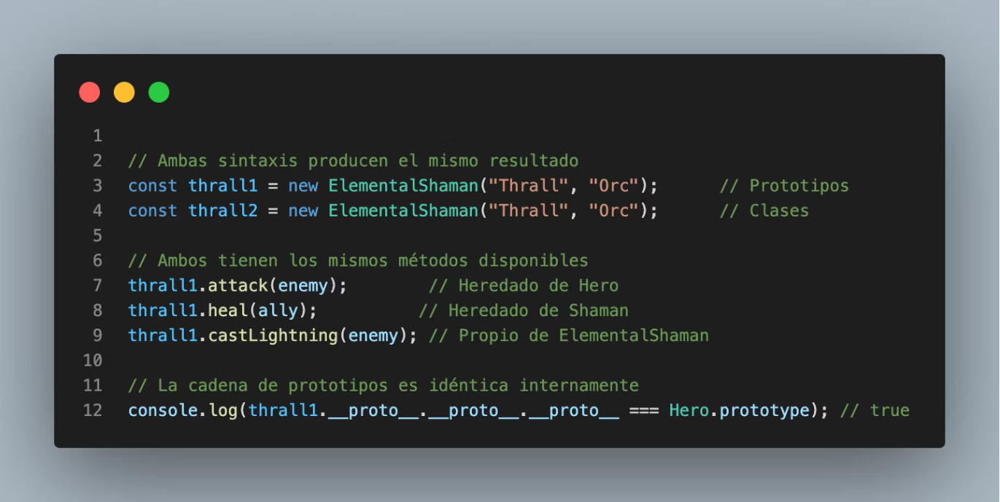 1
2 // Ambas sintaxis producen el mismo resultado
3 const thrall1 = new ElementalShaman("Thrall", "Orc");      // Prototipos
4 const thrall2 = new ElementalShaman("Thrall", "Orc");      // Clases
5
6 // Ambos tienen los mismos métodos disponibles
7 thrall1.attack(enemy);        // Heredado de Hero
8 thrall1.heal(ally);          // Heredado de Shaman
9 thrall1.castLightning(enemy); // Propio de ElementalShaman
10
11 // La cadena de prototipos es idéntica internamente
12 console.log(thrall1.__proto__.__proto__.__proto__ === Hero.prototype); // true